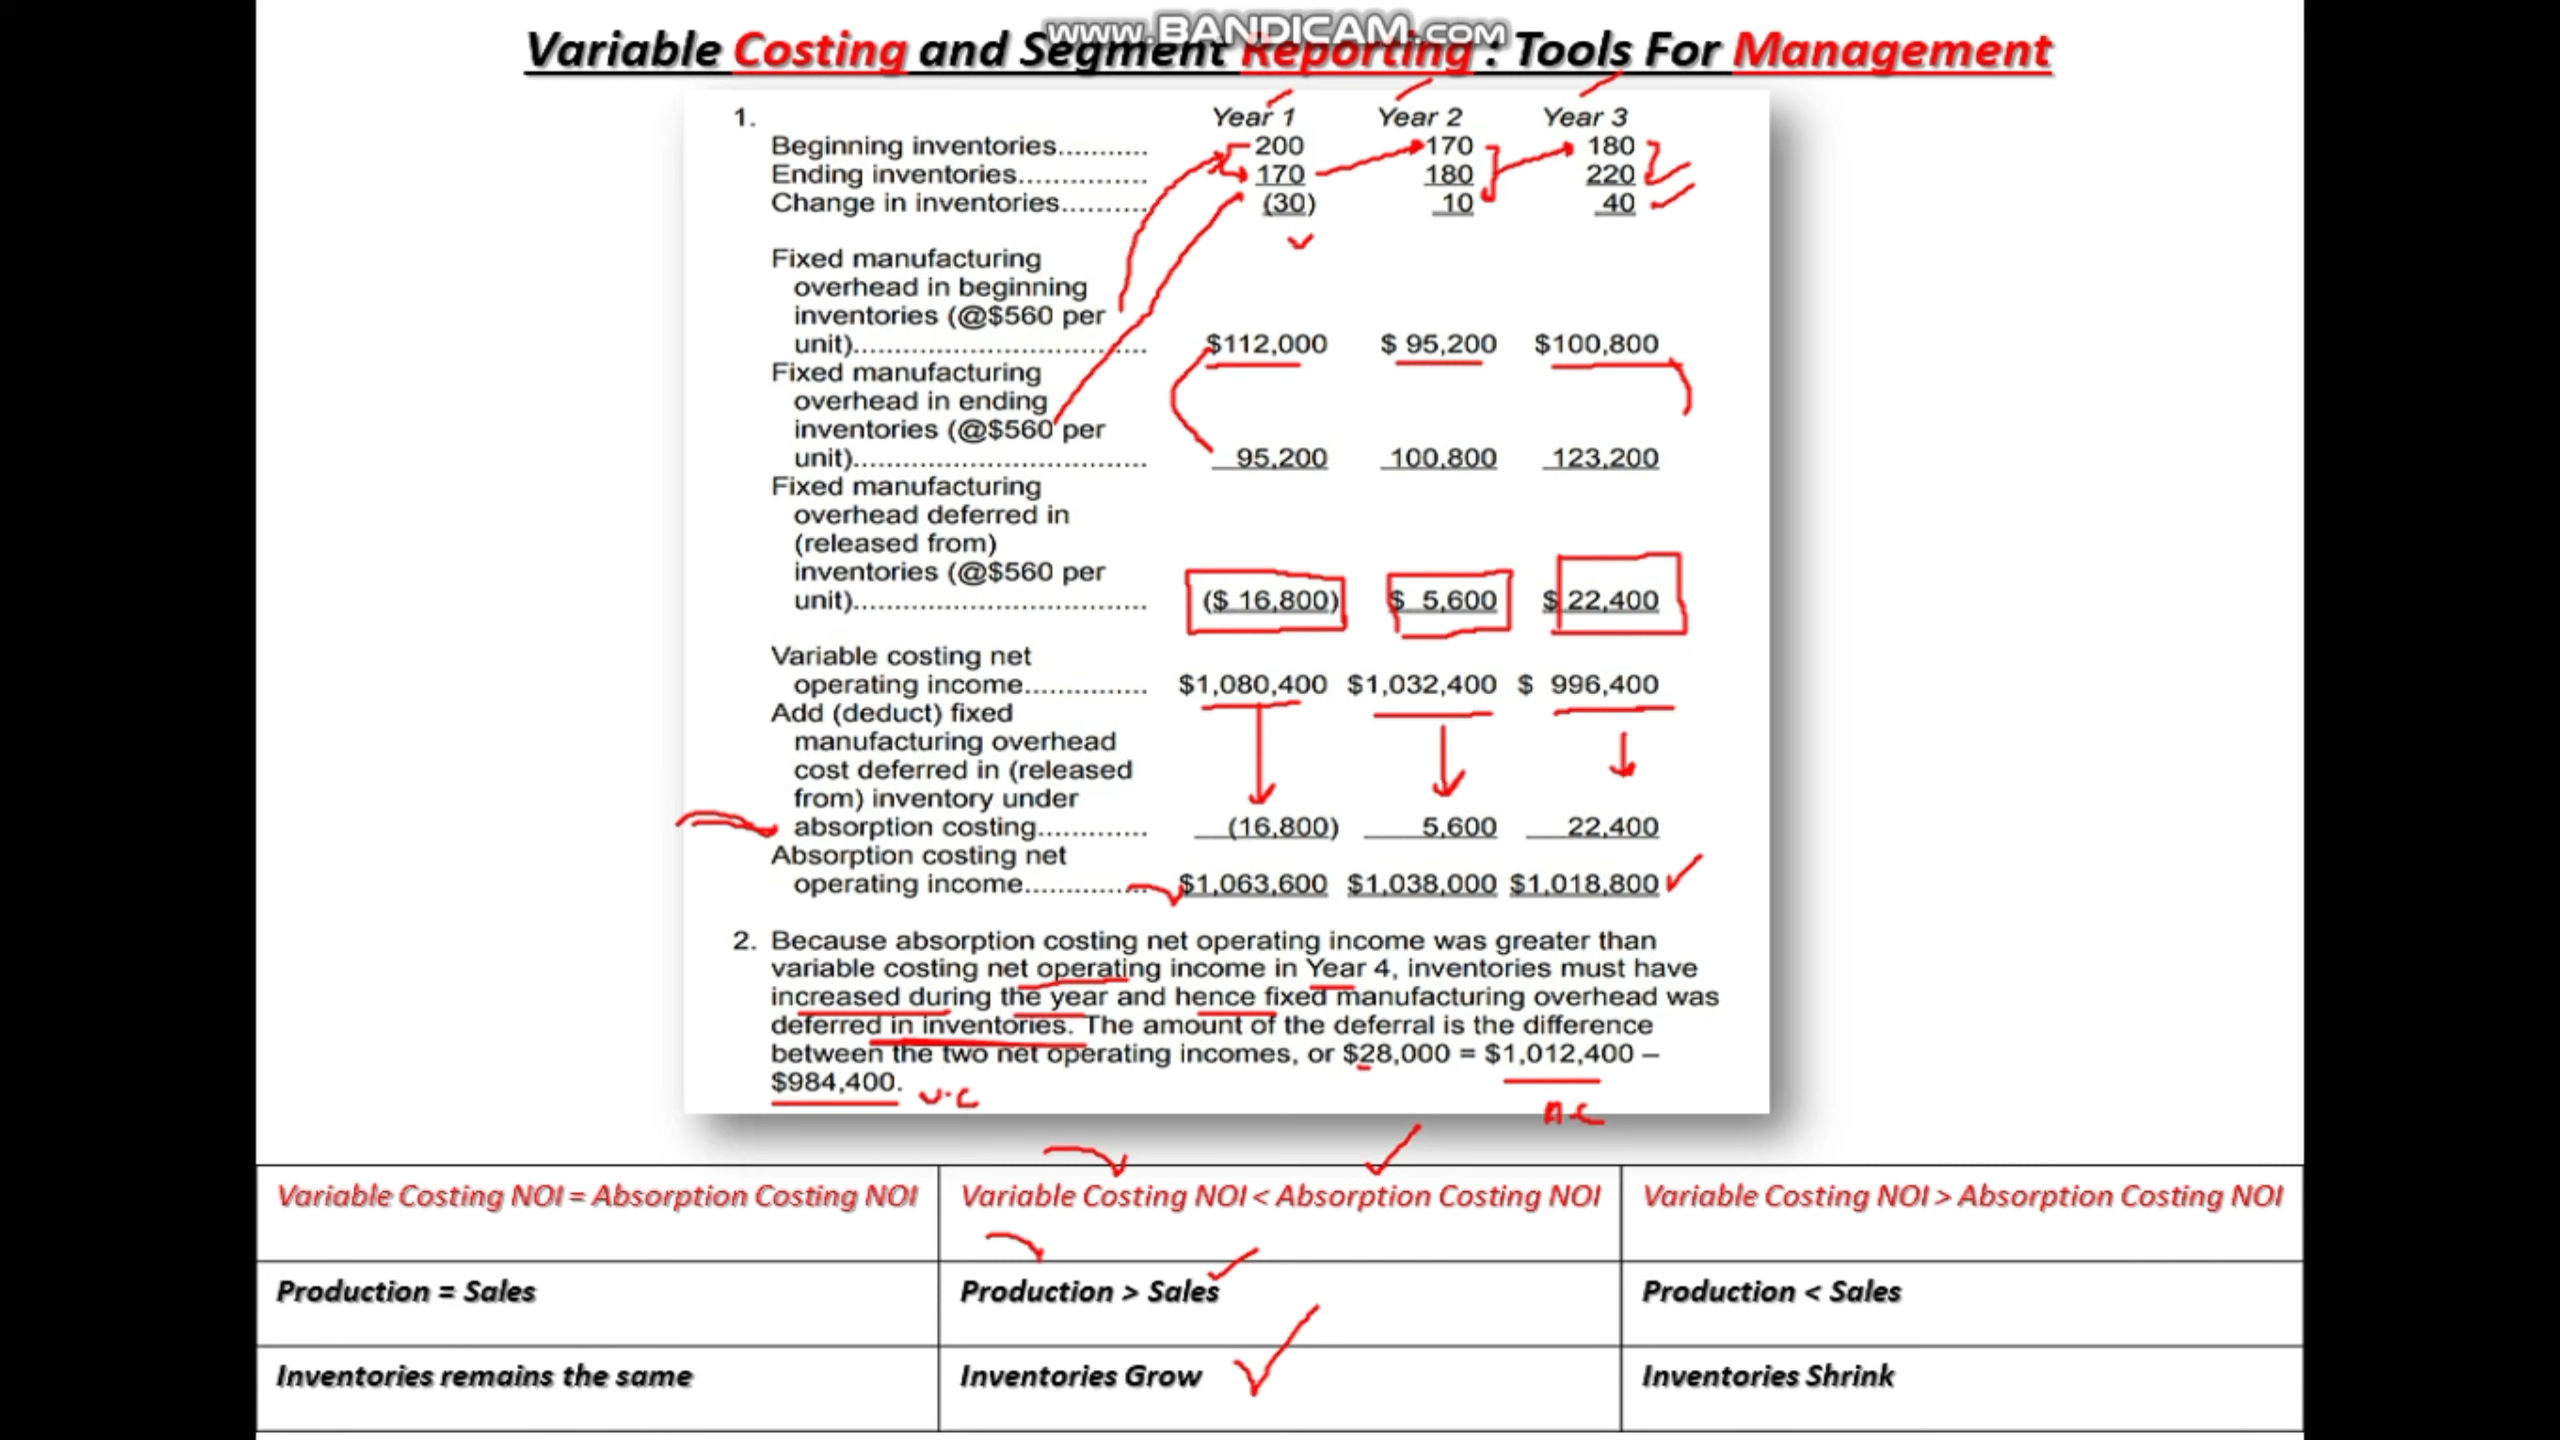 www.BANDICAM.com
Variable Costing and Segment Reporting : Tools For Management
1. Year 1 Year 2 Year 3
Beginning inventories........... 200 170 180
Ending inventories................ 170 180 220
Change in inventories.......... (30) 10 40
Fixed manufacturing
overhead in beginning
inventories (@$560 per
unit)................................... $112,000 $ 95,200 $100,800
Fixed manufacturing
overhead in ending
inventories (@$560 per
unit)................................... 95,200 100,800 123,200
Fixed manufacturing
overhead deferred in
(released from)
inventories (@$560 per
unit)................................... ($ 16,800) $ 5,600 $ 22,400
Variable costing net
operating income............... $1,080,400 $1,032,400 $ 996,400
Add (deduct) fixed
manufacturing overhead
cost deferred in (released
from) inventory under
absorption costing............. (16,800) 5,600 22,400
Absorption costing net
operating income............... $1,063,600 $1,038,000 $1,018,800
2. Because absorption costing net operating income was greater than
variable costing net operating income in Year 4, inventories must have
increased during the year and hence fixed manufacturing overhead was
deferred in inventories. The amount of the deferral is the difference
between the two net operating incomes, or $28,000 = $1,012,400 –
$984,400. v.c
A-C
Variable Costing NOI = Absorption Costing NOI Variable Costing NOI < Absorption Costing NOI Variable Costing NOI > Absorption Costing NOI
Production = Sales Production > Sales Production < Sales
Inventories remains the same Inventories Grow Inventories Shrink